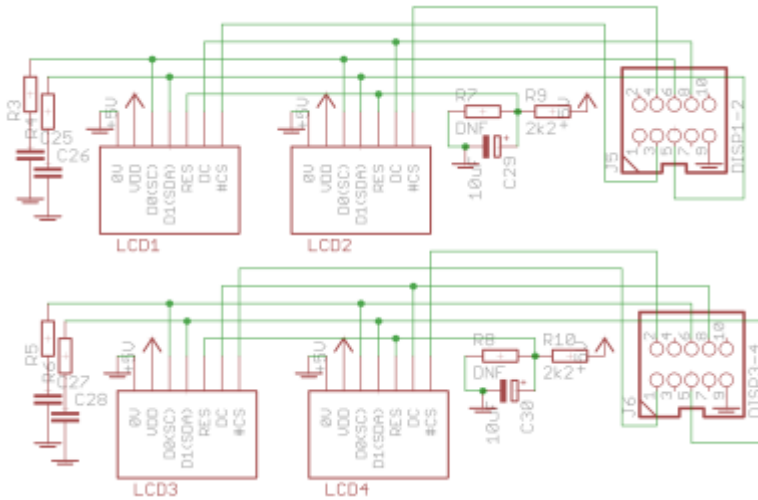 R3
R4
C25
C26
+5V
0V
VDD
D0(SC)
D1(SDA)
RES
DC
#CS
LCD1
+5V
0V
VDD
D0(SC)
D1(SDA)
RES
DC
#CS
LCD2
R7
DNF
R9
2k2
10u
C29
2 4 6 8 10
1 3 5 7 9
J5
DISP1-2
R5
R6
C27
C28
+5V
0V
VDD
D0(SC)
D1(SDA)
RES
DC
#CS
LCD3
+5V
0V
VDD
D0(SC)
D1(SDA)
RES
DC
#CS
LCD4
R8
DNF
R10
2k2
10u
C30
2 4 6 8 10
1 3 5 7 9
J6
DISP3-4